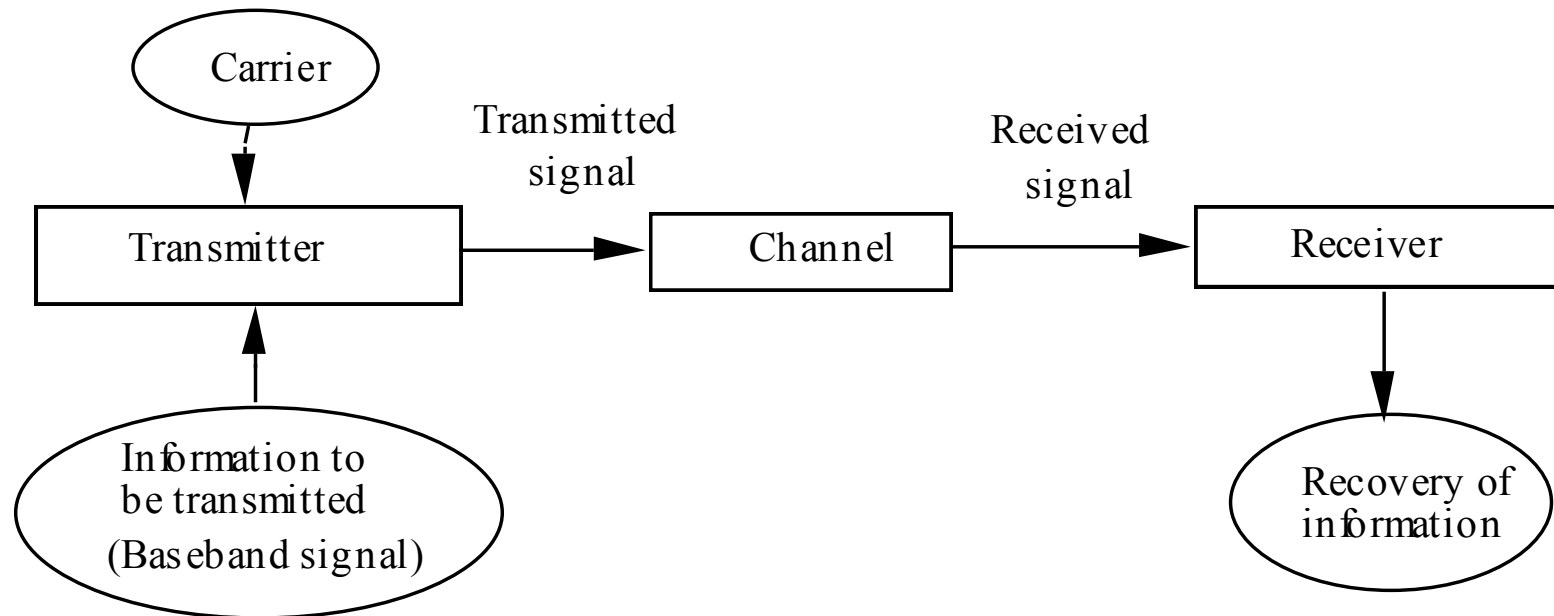 Carrier
Transmitted
signal
Received
signal
Transmitter
Channel
Receiver
Information to
be transmitted
(Baseband signal)
Recovery of
information